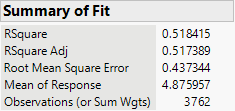 Summary of Fit
RSquare 0.518415
RSquare Adj 0.517389
Root Mean Square Error 0.437344
Mean of Response 4.875957
Observations (or Sum Wgts) 3762